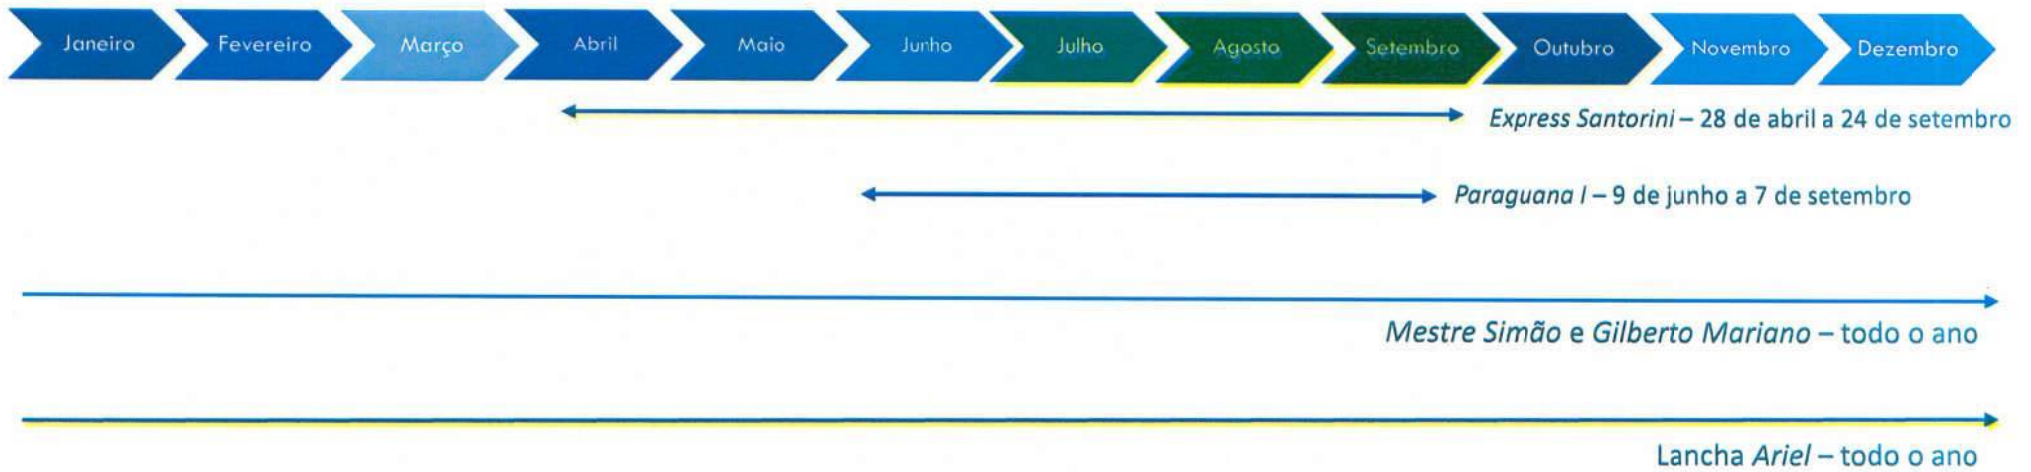 Janeiro Fevereiro Março Abril Maio Junho Julho Agosto Setembro Outubro Novembro Dezembro
Express Santorini – 28 de abril a 24 de setembro
Paraguana I – 9 de junho a 7 de setembro
Mestre Simão e Gilberto Mariano – todo o ano
Lancha Ariel – todo o ano